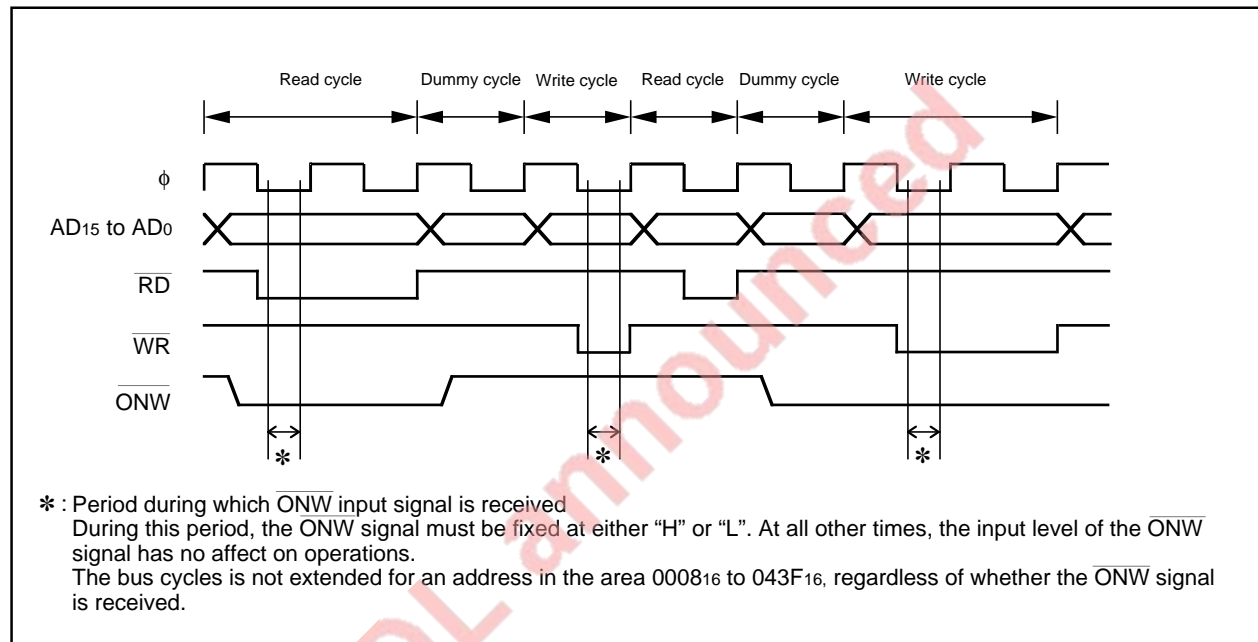 Read cycle Dummy cycle Write cycle Read cycle Dummy cycle Write cycle
ϕ
AD15 to AD0
RD
WR
ONW
* * *
* : Period during which ONW input signal is received
During this period, the ONW signal must be fixed at either “H” or “L”. At all other times, the input level of the ONW
signal has no affect on operations.
The bus cycles is not extended for an address in the area 000816 to 043F16, regardless of whether the ONW signal
is received.
OL announced